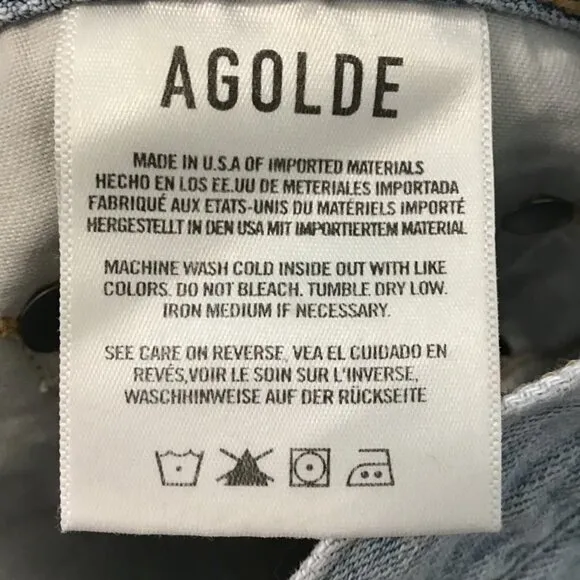 AGOLDE
MADE IN U.S.A OF IMPORTED MATERIALS
HECHO EN LOS EE.UU DE METERIALES IMPORTADA
FABRIQUÉ AUX ETATS-UNIS DU MATÉRIELS IMPORTÉ
HERGESTELLT IN DEN USA MIT IMPORTIERTEM MATERIAL
MACHINE WASH COLD INSIDE OUT WITH LIKE
COLORS. DO NOT BLEACH. TUMBLE DRY LOW.
IRON MEDIUM IF NECESSARY.
SEE CARE ON REVERSE, VEA EL CUIDADO EN
REVÉS,VOIR LE SOIN SUR L'INVERSE,
WASCHHINWEISE AUF DER RÜCKSEITE